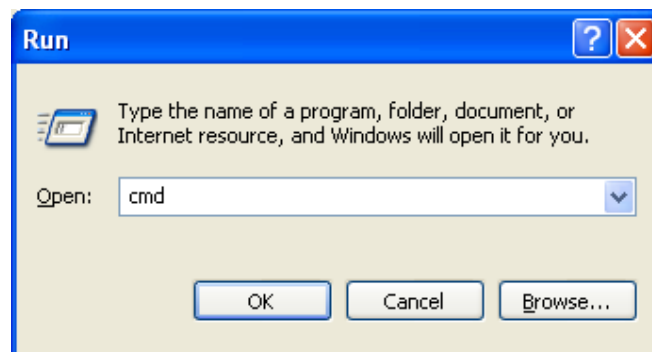 Run
Type the name of a program, folder, document, or
Internet resource, and Windows will open it for you.
Open: cmd
OK Cancel Browse...